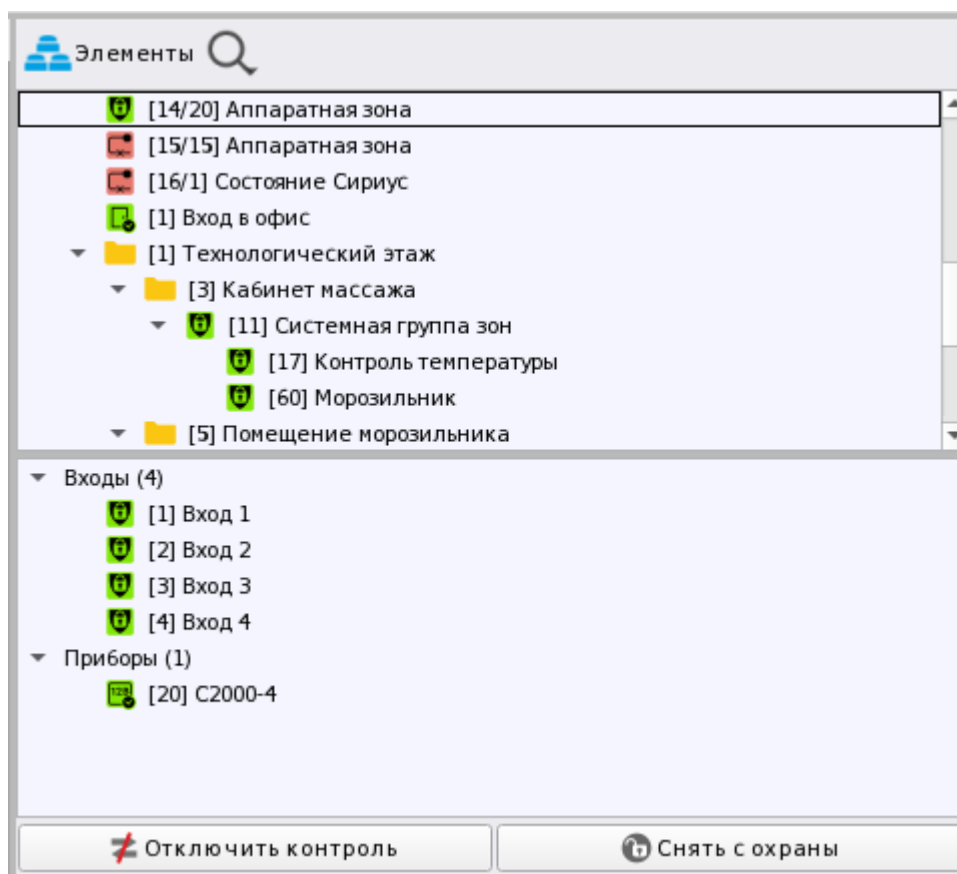 Элементы
[14/20] Аппаратная зона
[15/15] Аппаратная зона
[16/1] Состояние Сириус
[1] Вход в офис
[1] Технологический этаж
[3] Кабинет массажа
[11] Системная группа зон
[17] Контроль температуры
[60] Морозильник
[5] Помещение морозильника
Входы (4)
[1] Вход 1
[2] Вход 2
[3] Вход 3
[4] Вход 4
Приборы (1)
[20] С2000-4
Отключить контроль
Снять с охраны